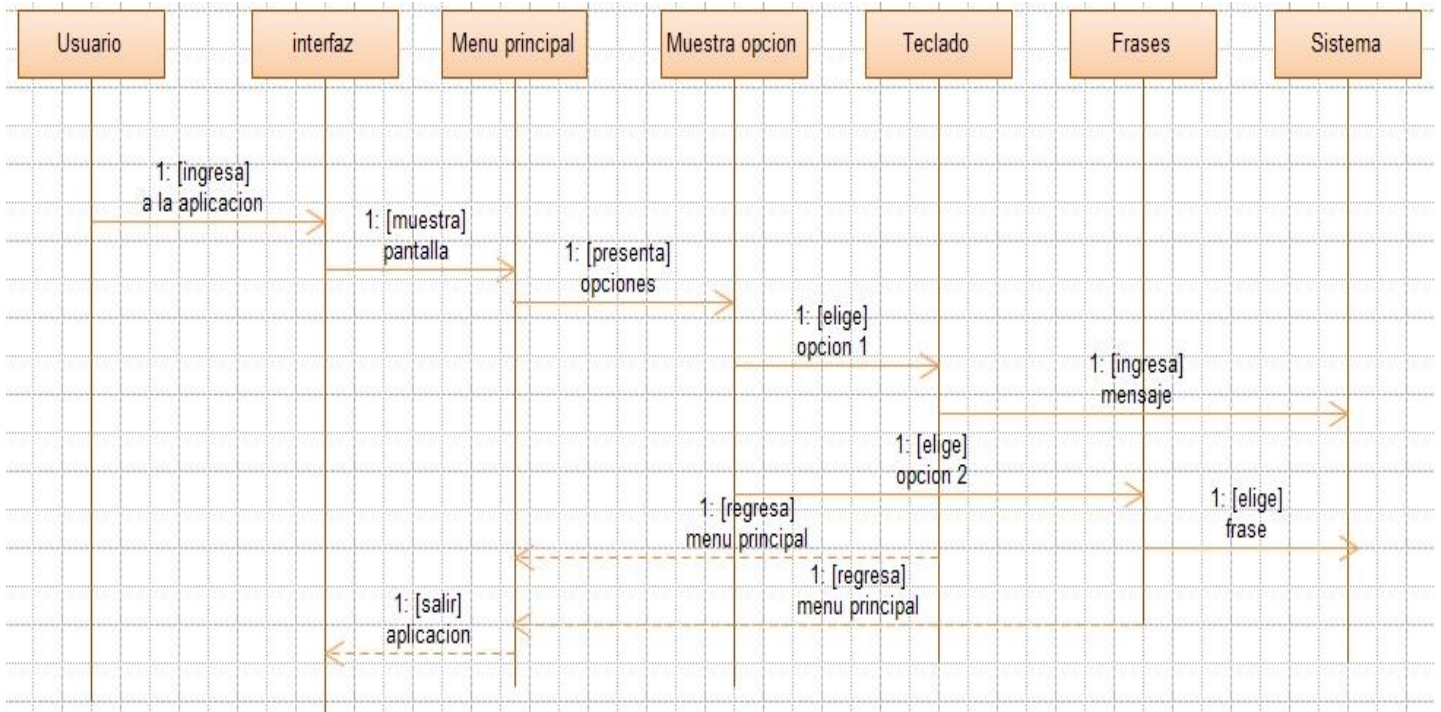 Usuario
interfaz
Menu principal
Muestra opcion
Teclado
Frases
Sistema
1: [ingresa]
a la aplicacion
1: [muestra]
pantalla
1: [presenta]
opciones
1: [elige]
opcion 1
1: [ingresa]
mensaje
1: [elige]
opcion 2
1: [elige]
frase
1: [regresa]
menu principal
1: [regresa]
menu principal
1: [salir]
aplicacion